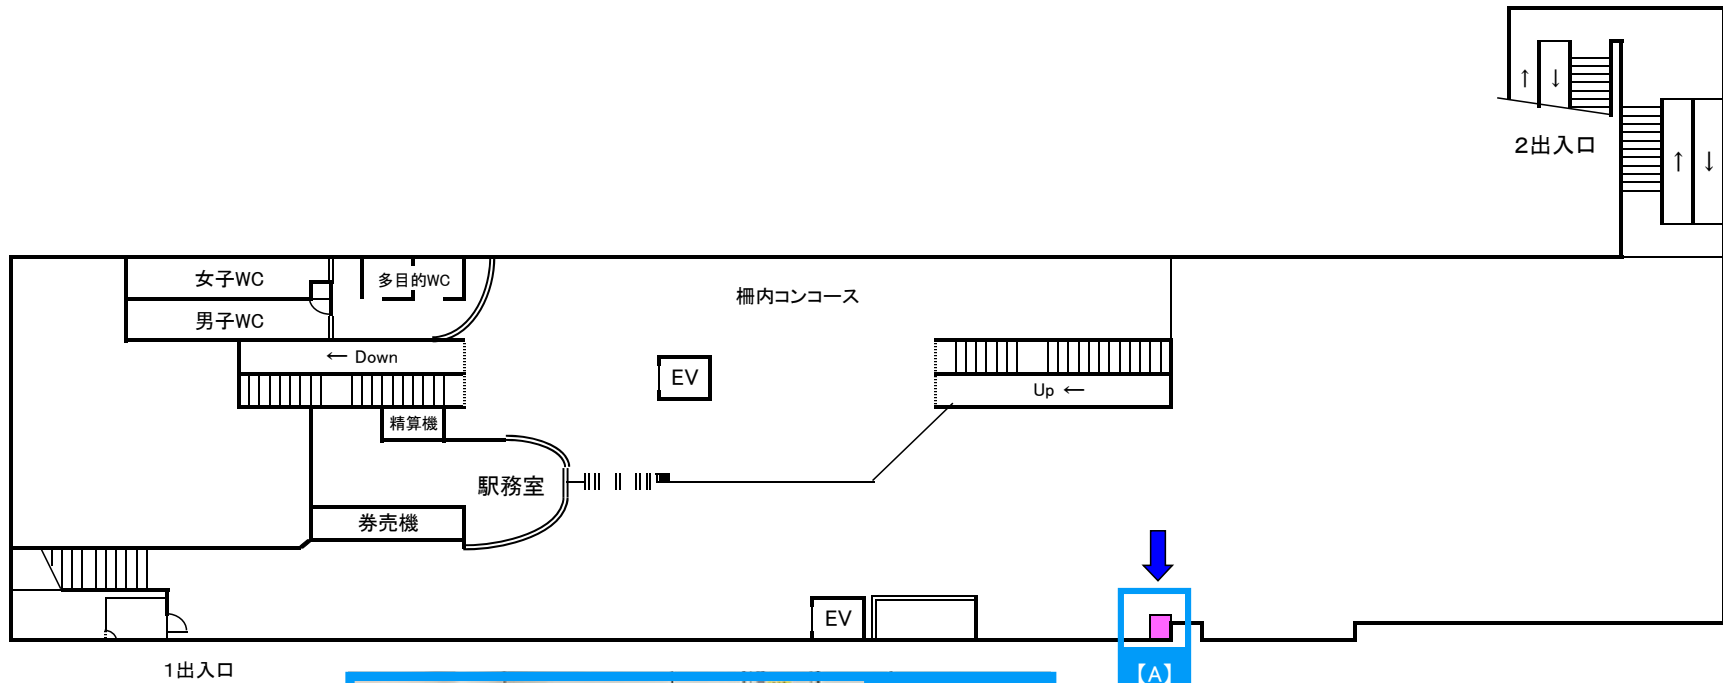 ↑ ↓
2出入口
↑ ↓
女子WC
多目的WC
柵内コンコース
男子WC
← Down
EV
Up ←
精算機
駅務室
券売機
EV
1出入口
【A】